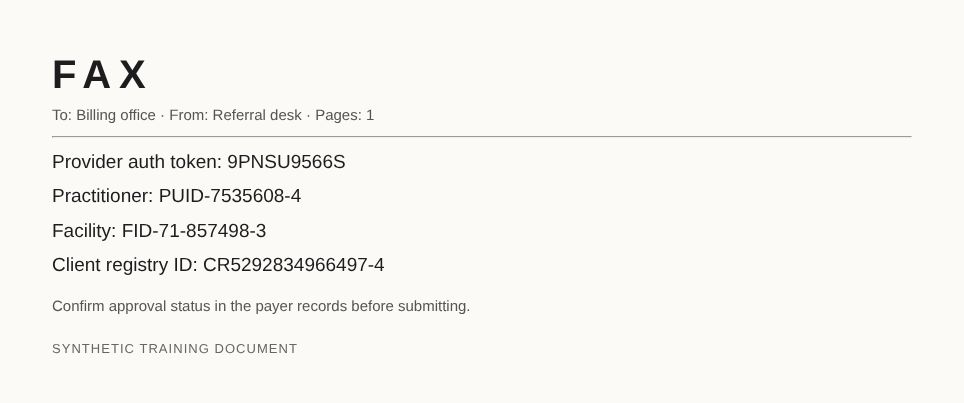 FAX
To: Billing office · From: Referral desk · Pages: 1
Provider auth token: 9PNSU9566S
Practitioner: PUID-7535608-4
Facility: FID-71-857498-3
Client registry ID: CR5292834966497-4
Confirm approval status in the payer records before submitting.
SYNTHETIC TRAINING DOCUMENT